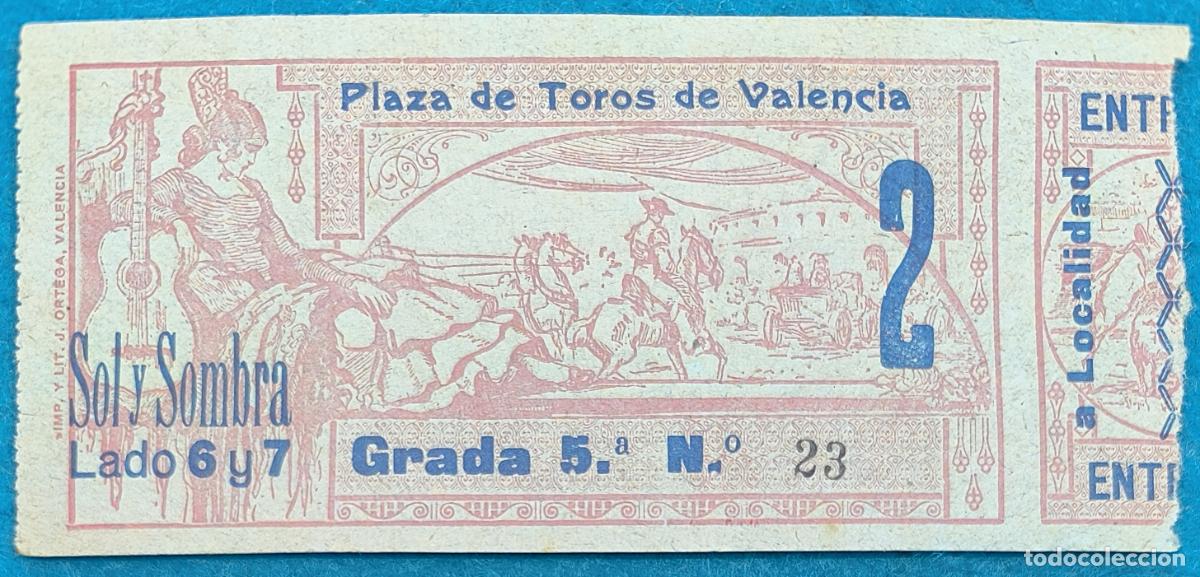 Plaza de Toros de Valencia
2
IMP. Y LIT. J. ORTEGA, VALENCIA
Sol y Sombra
Lado 6 y 7
Grada 5.ª N.º 23
ENTR
a Localidad
ENTR
todocoleccion